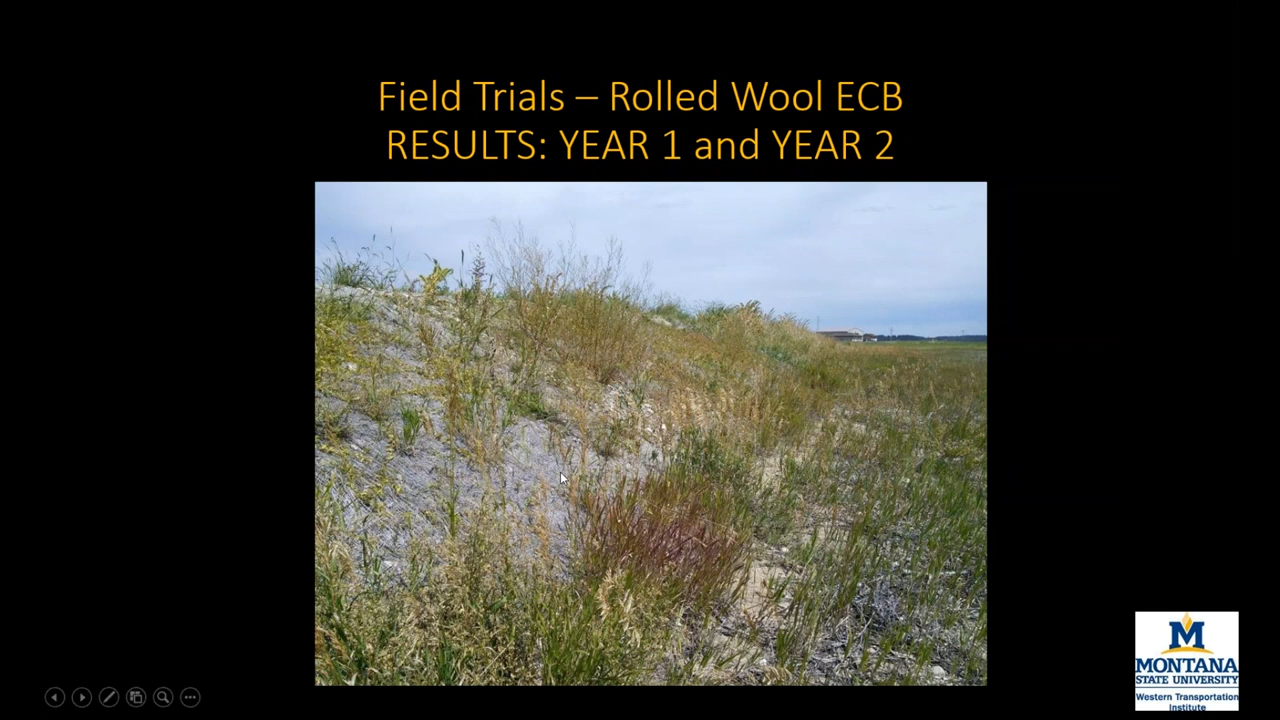 Field Trials – Rolled Wool ECB
RESULTS: YEAR 1 and YEAR 2
M
MONTANA
STATE UNIVERSITY
Western Transportation
Institute